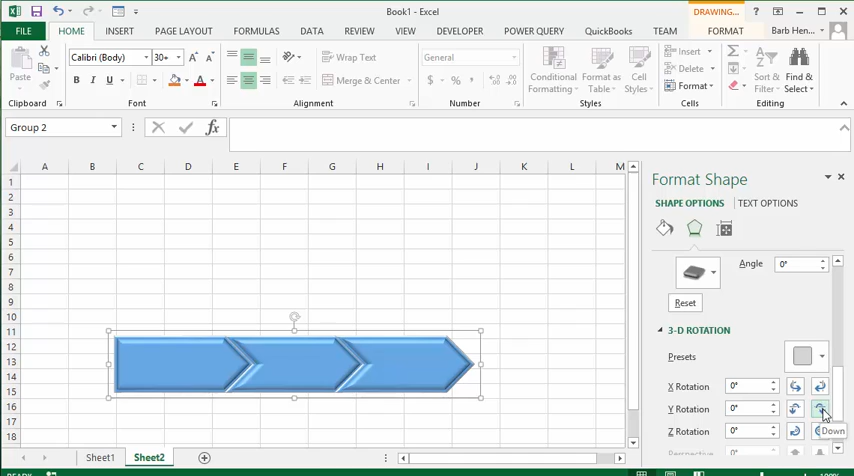 Book1 - Excel
DRAWING...
FILE HOME INSERT PAGE LAYOUT FORMULAS DATA REVIEW VIEW DEVELOPER POWER QUERY QuickBooks TEAM FORMAT Barb Hen...
Calibri (Body) 30+ A A Wrap Text General Insert
Paste B I U A Merge & Center $ % , Conditional Formatting Format as Table Cell Styles Delete Format Sort & Filter Find & Select
Clipboard Font Alignment Number Styles Cells Editing
Group 2 fx
Format Shape
SHAPE OPTIONS TEXT OPTIONS
A B C D E F G H I J K L M
1
2
3
4
5
6
7
8
9
10
11
12
13
14
15
16
17
18
Angle 0°
Reset
3-D ROTATION
Presets
X Rotation 0°
Y Rotation 0°
Down
Z Rotation 0°
Perspective
Sheet1 Sheet2
READY 100%